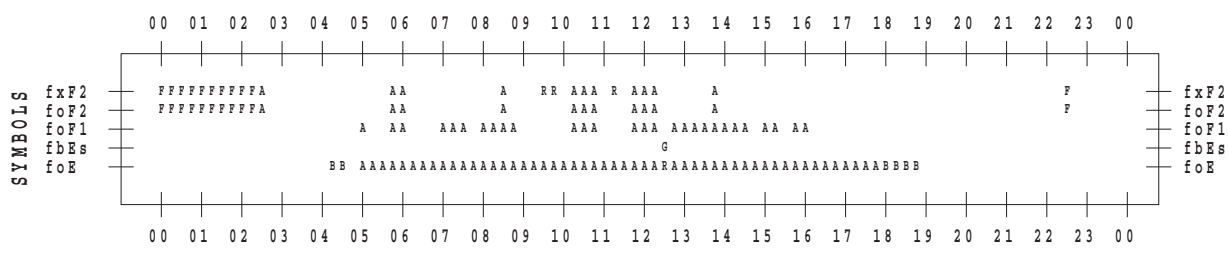 00 01 02 03 04 05 06 07 08 09 10 11 12 13 14 15 16 17 18 19 20 21 22 23 00
SYMBOLS
fxF2 FFFFFFFFFFF AA A RR AAA R AAA A F fxF2
foF2 FFFFFFFFFFF AA A AAA AAA A F foF2
foF1 A AA AAA AAAA AAA AAA AAAAAAAA AA AA foF1
fbEs G fbEs
foE BB AAAAAAAAAAAAAAAAAAAAAAAAAAAAAARAAAAAAAAAAAAAAAAAAAAABBBB foE
00 01 02 03 04 05 06 07 08 09 10 11 12 13 14 15 16 17 18 19 20 21 22 23 00